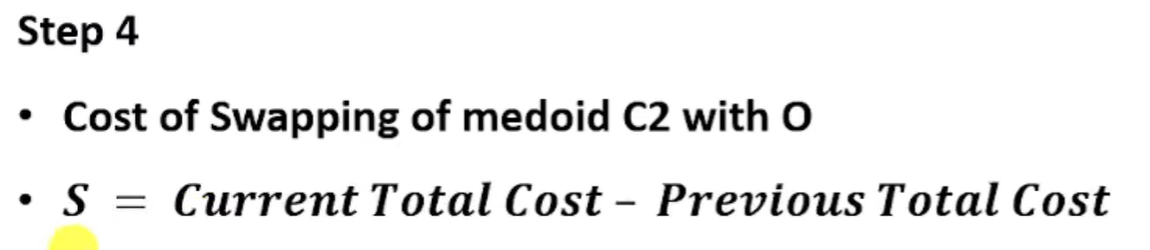 Step 4
• Cost of Swapping of medoid C2 with O
• S = Current Total Cost – Previous Total Cost